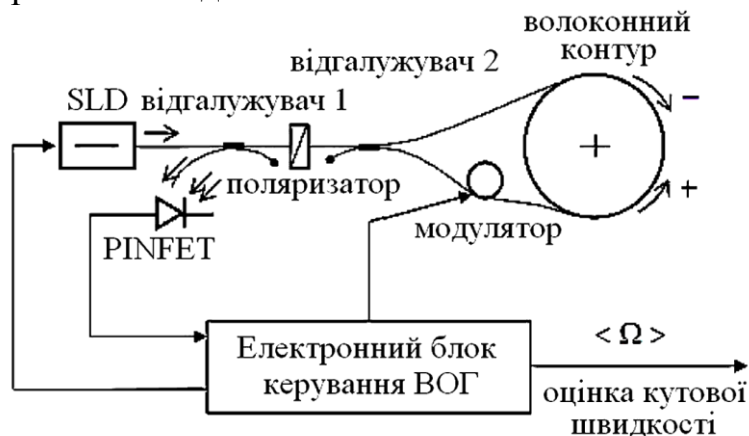 волоконний
контур
відгалужувач 2
SLD відгалужувач 1
−
+
поляризатор
+
модулятор
PINFET
Електронний блок
керування ВОГ
< Ω >
оцінка кутової
швидкості